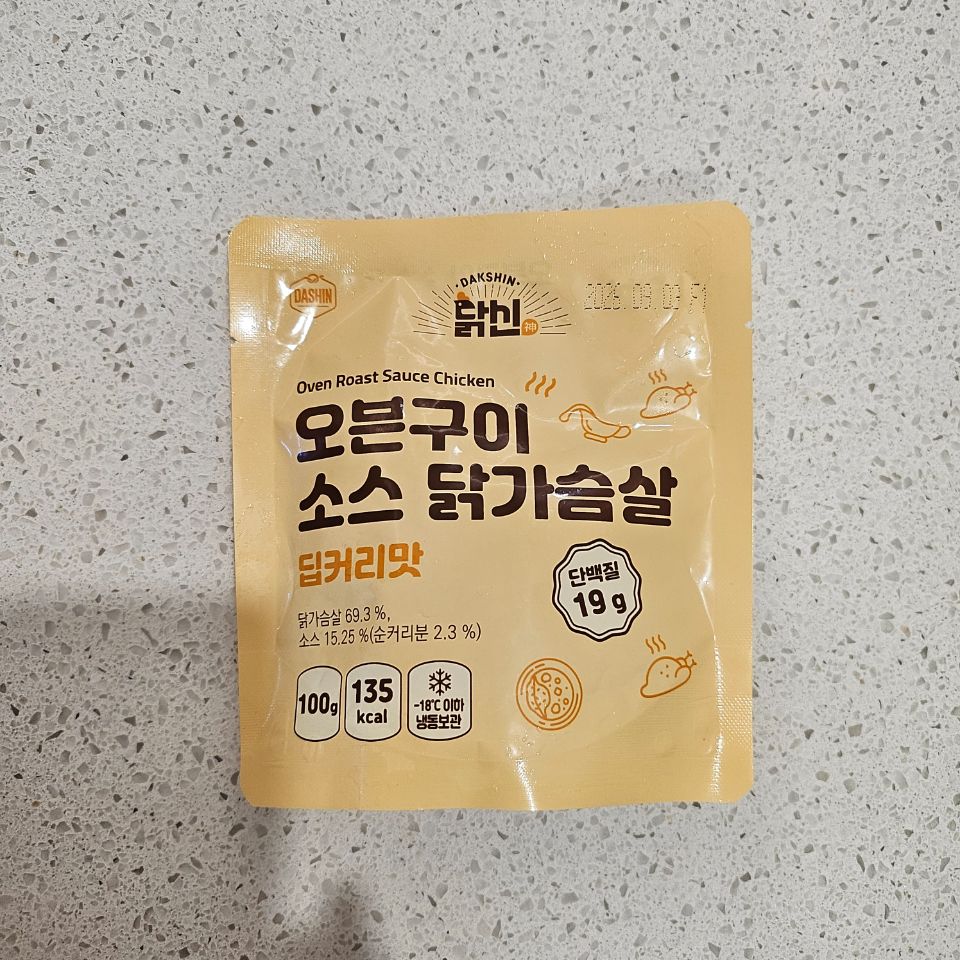 DASHIN
DAKSHIN
닭신
神
2026.09.09 F1
Oven Roast Sauce Chicken
오븐구이
소스 닭가슴살
딥커리맛
단백질
19 g
닭가슴살 69.3 %,
소스 15.25 %(순커리분 2.3 %)
100g
135
kcal
-18℃ 이하
냉동보관